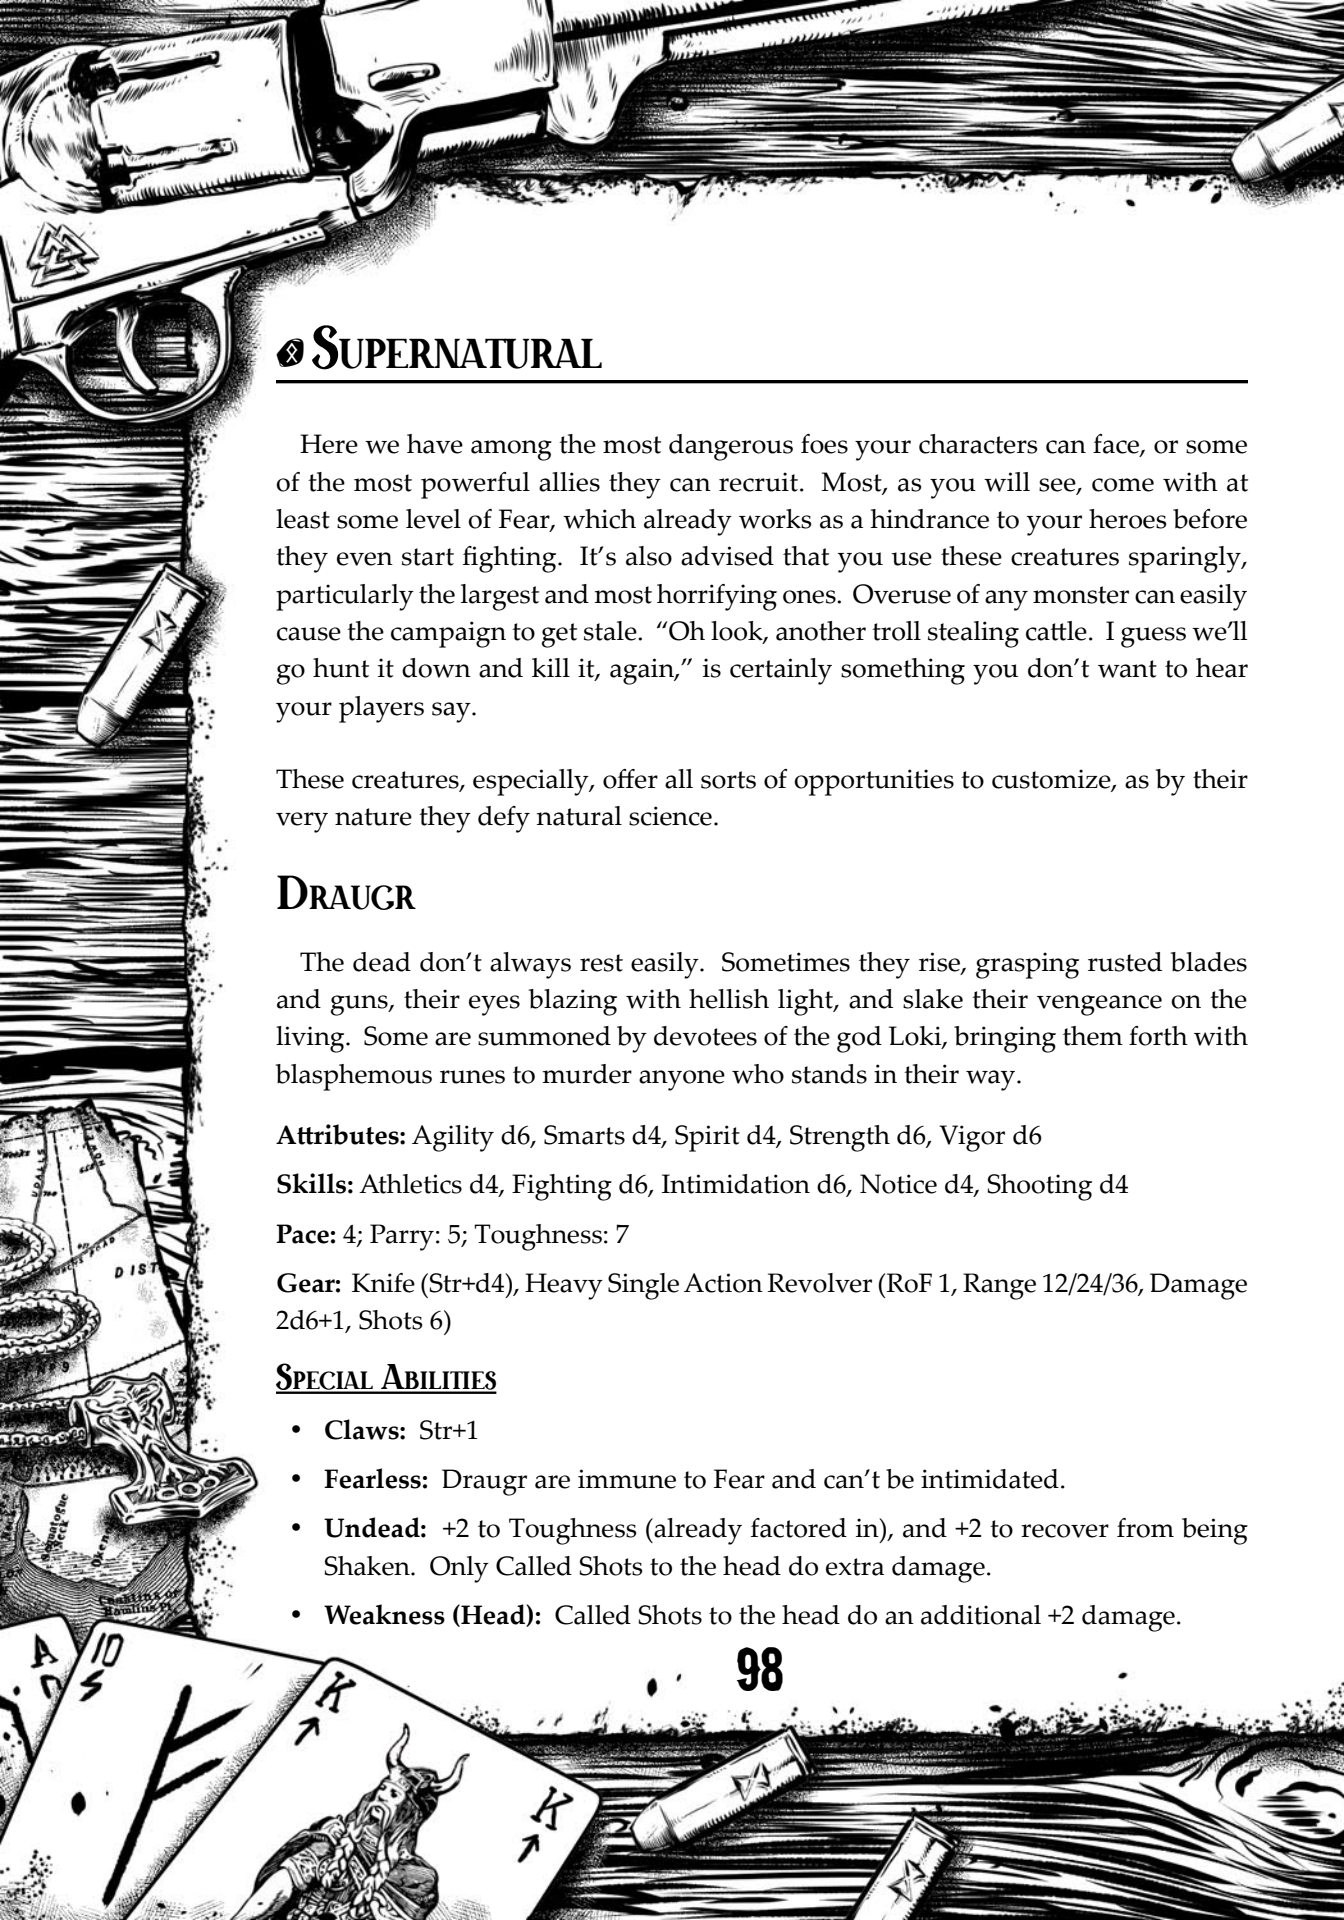 SUPERNATURAL
Here we have among the most dangerous foes your characters can face, or some
of the most powerful allies they can recruit.  Most, as you will see, come with at
least some level of Fear, which already works as a hindrance to your heroes before
they even start fighting.  It’s also advised that you use these creatures sparingly,
particularly the largest and most horrifying ones.  Overuse of any monster can easily
cause the campaign to get stale.  “Oh look, another troll stealing cattle.  I guess we’ll
go hunt it down and kill it, again,” is certainly something you don’t want to hear
your players say.
These creatures, especially, offer all sorts of opportunities to customize, as by their
very nature they defy natural science.
DRAUGR
The dead don’t always rest easily.  Sometimes they rise, grasping rusted blades
and guns, their eyes blazing with hellish light, and slake their vengeance on the
living.  Some are summoned by devotees of the god Loki, bringing them forth with
blasphemous runes to murder anyone who stands in their way.
Attributes: Agility d6, Smarts d4, Spirit d4, Strength d6, Vigor d6
Skills: Athletics d4, Fighting d6, Intimidation d6, Notice d4, Shooting d4
Pace: 4; Parry: 5; Toughness: 7
Gear: Knife (Str+d4), Heavy Single Action Revolver (RoF 1, Range 12/24/36, Damage
2d6+1, Shots 6)
SPECIAL ABILITIES
• Claws:  Str+1
• Fearless:  Draugr are immune to Fear and can’t be intimidated.
• Undead:  +2 to Toughness (already factored in), and +2 to recover from being
Shaken.  Only Called Shots to the head do extra damage.
• Weakness (Head):  Called Shots to the head do an additional +2 damage.
98
UDALLS
DIST
Neck
Okem
Hamlins Pt
A
10
K
K